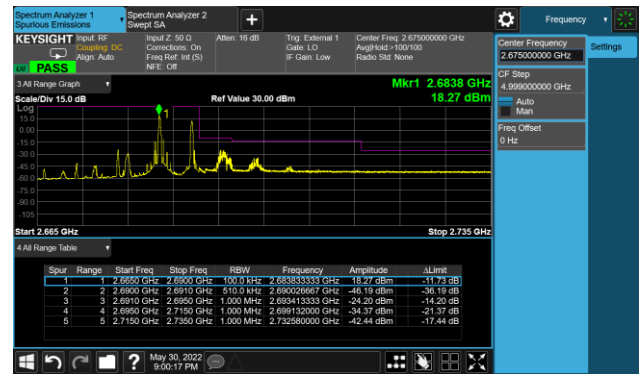 Spectrum Analyzer 1
Spurious Emissions
Spectrum Analyzer 2
Swept SA
+
Frequency
KEYSIGHT
Input: RF
Coupling: DC
Align: Auto
Input Z: 50 Ω
Corrections: On
Freq Ref: Int (S)
NFE: Off
Atten: 16 dB
Trig: External 1
Gate: LO
IF Gain: Low
Center Freq: 2.675000000 GHz
Avg|Hold:>100/100
Radio Std: None
PASS
3 All Range Graph
Mkr1 2.6838 GHz
18.27 dBm
Scale/Div 15.0 dB
Ref Value 30.00 dBm
Log
15.0
0.00
-15.0
-30.0
-45.0
-60.0
-75.0
-90.0
-105
1
Start 2.665 GHz
Stop 2.735 GHz
4 All Range Table
Spur Range Start Freq Stop Freq RBW Frequency Amplitude ΔLimit
1 1 2.6650 GHz 2.6900 GHz 100.0 kHz 2.683833333 GHz 18.27 dBm -11.73 dB
2 2 2.6900 GHz 2.6910 GHz 510.0 kHz 2.690026667 GHz -46.19 dBm -36.19 dB
3 3 2.6910 GHz 2.6950 GHz 1.000 MHz 2.693413333 GHz -24.20 dBm -14.20 dB
4 4 2.6950 GHz 2.7150 GHz 1.000 MHz 2.699132000 GHz -34.37 dBm -21.37 dB
5 5 2.7150 GHz 2.7350 GHz 1.000 MHz 2.732580000 GHz -42.44 dBm -17.44 dB
Center Frequency
2.675000000 GHz
Settings
CF Step
4.999000000 GHz
Auto
Man
Freq Offset
0 Hz
?
May 30, 2022
9:00:17 PM